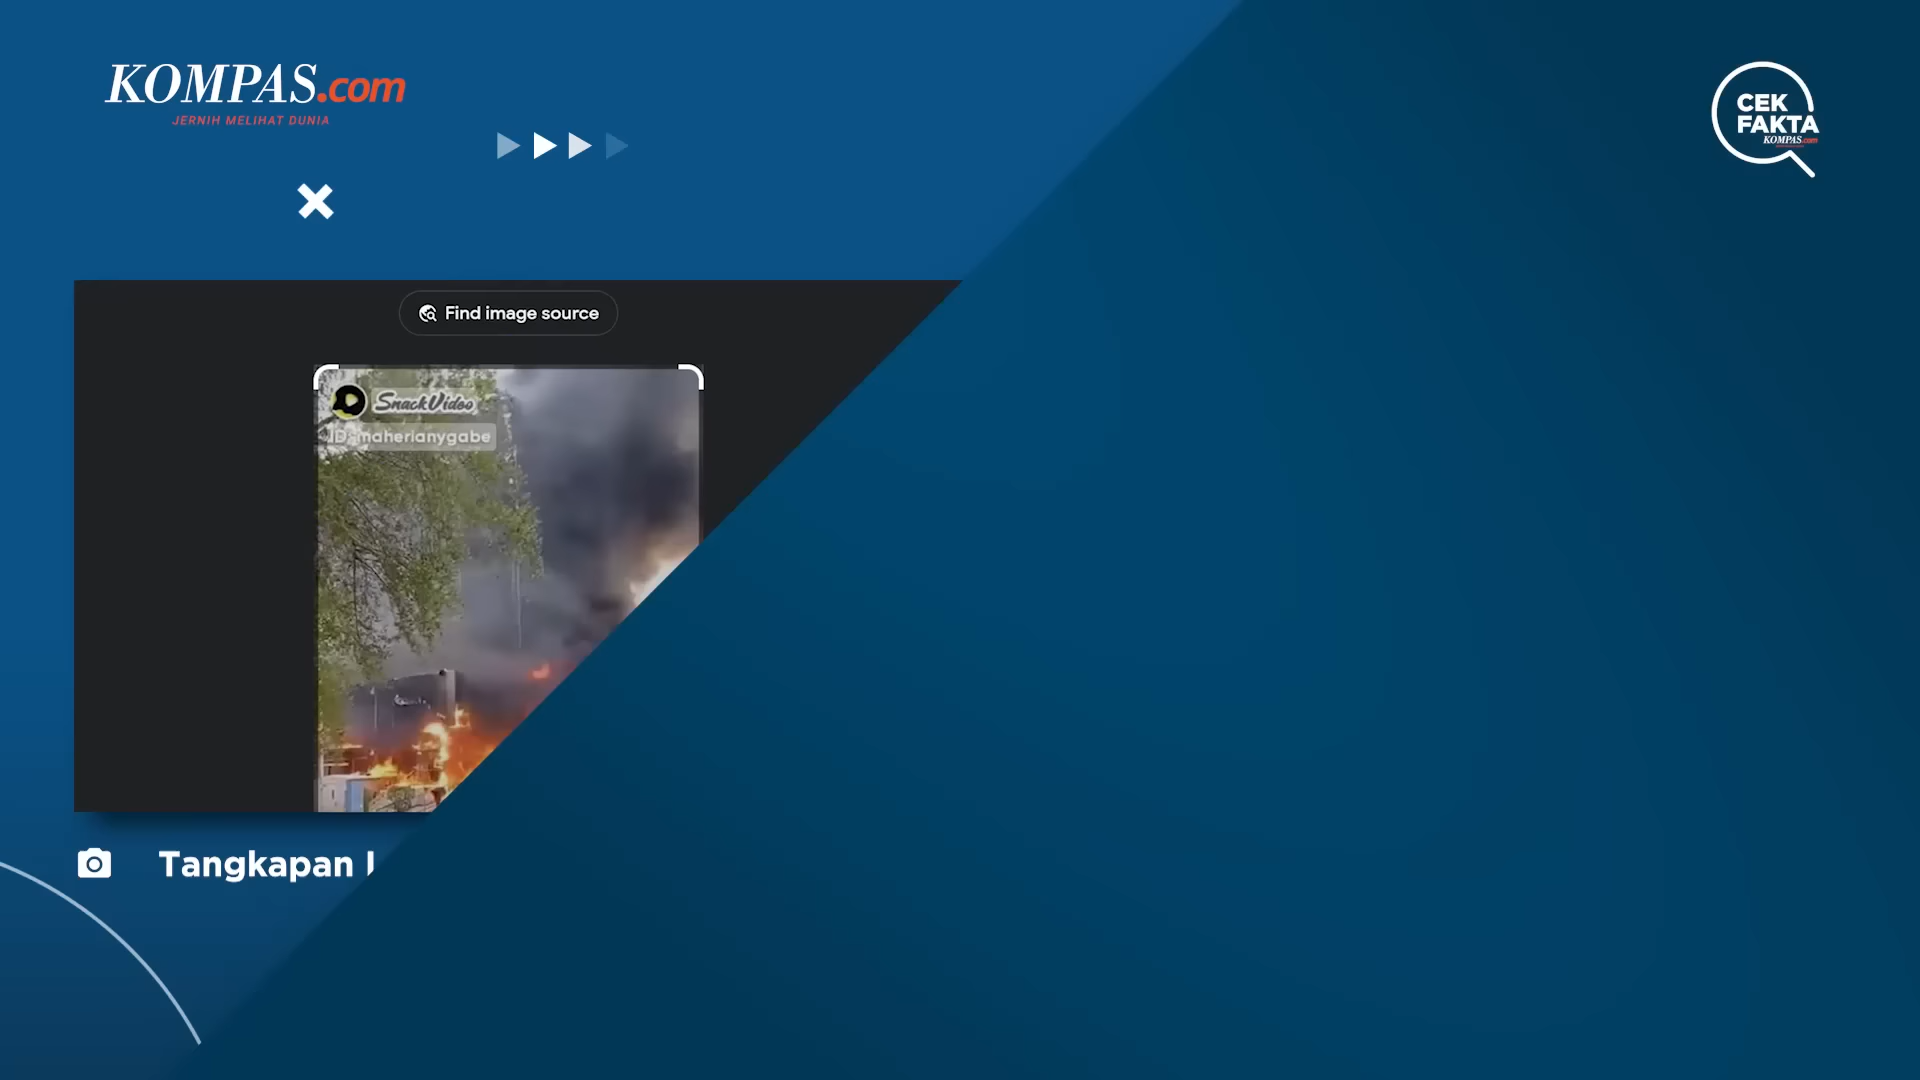 KOMPAS.com
JERNIH MELIHAT DUNIA
CEK
FAKTA
KOMPAS.com
Find image source
SnackVideo
ID: maherianygabe
Tangkapan